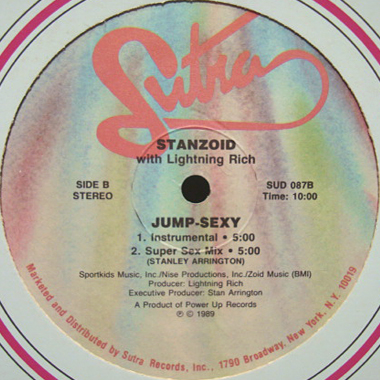 Sutra
STANZOID
with Lightning Rich
SIDE B
STEREO
SUD 087B
Time: 10:00
JUMP-SEXY
1. Instrumental • 5:00
2. Super Sex Mix • 5:00
(STANLEY ARRINGTON)
Sportkids Music, Inc./Nise Productions, Inc./Zoid Music (BMI)
Producer: Lightning Rich
Executive Producer: Stan Arrington
A Product of Power Up Records
℗ © 1989
Marketed and Distributed by Sutra Records, Inc., 1790 Broadway, New York, N.Y. 10019